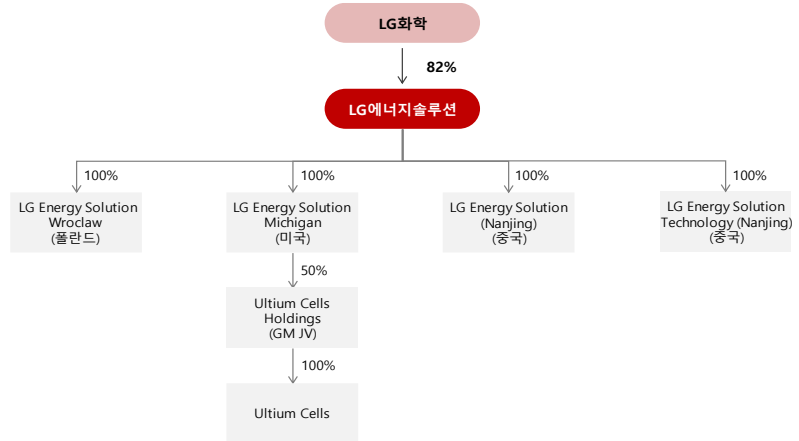 LG화학
82%
LG에너지솔루션
100%
100%
100%
100%
LG Energy Solution
Wroclaw
(폴란드)
LG Energy Solution
Michigan
(미국)
LG Energy Solution
(Nanjing)
(중국)
LG Energy Solution
Technology (Nanjing)
(중국)
50%
Ultium Cells
Holdings
(GM JV)
100%
Ultium Cells